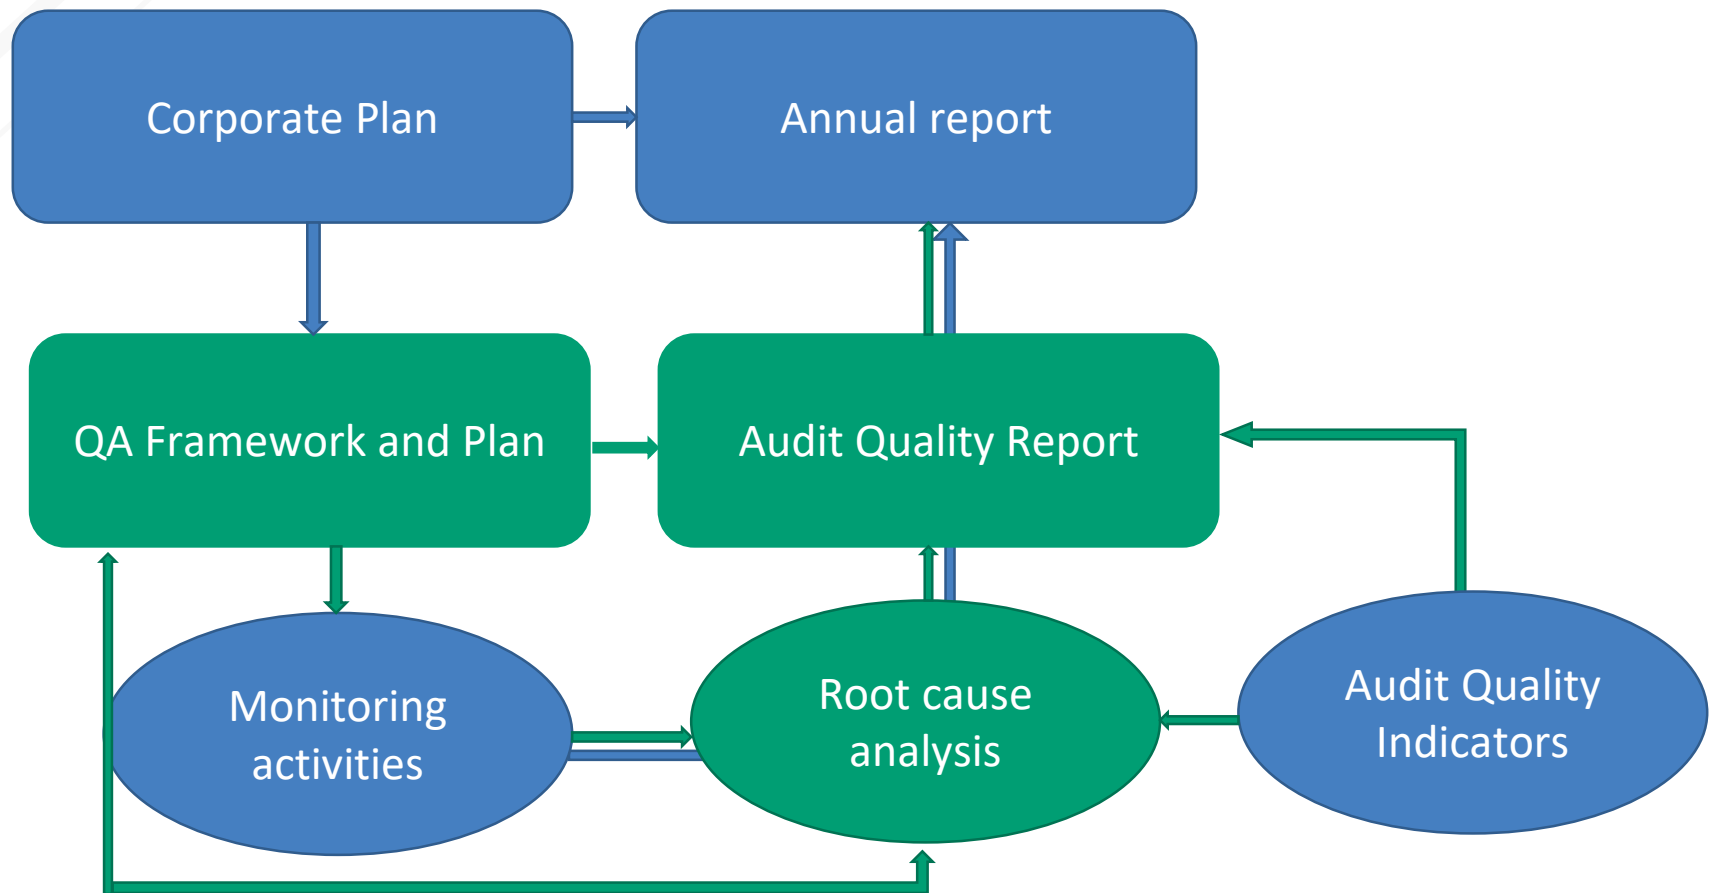 Corporate Plan
Annual report
QA Framework and Plan
Audit Quality Report
Monitoring
activities
Root cause
analysis
Audit Quality
Indicators